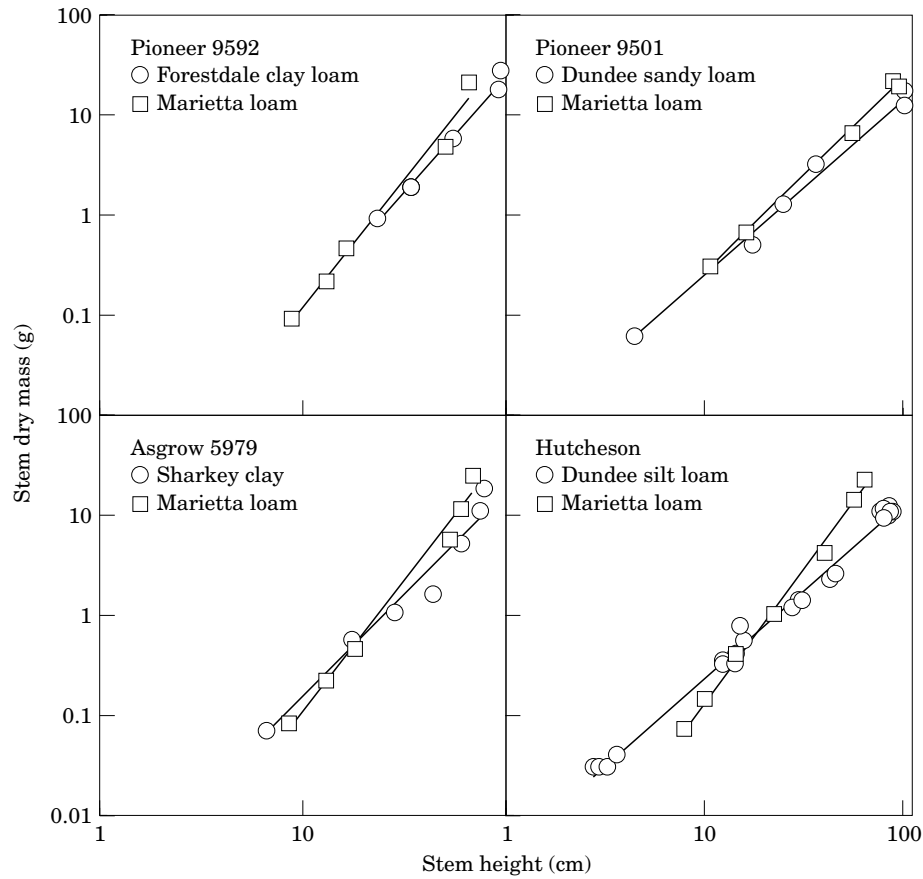 100
10
1
0.1
100
10
1
0.1
0.01
Stem dry mass (g)
Pioneer 9592
Forestdale clay loam
Marietta loam
Pioneer 9501
Dundee sandy loam
Marietta loam
Asgrow 5979
Sharkey clay
Marietta loam
Hutcheson
Dundee silt loam
Marietta loam
1
10
1
10
100
Stem height (cm)